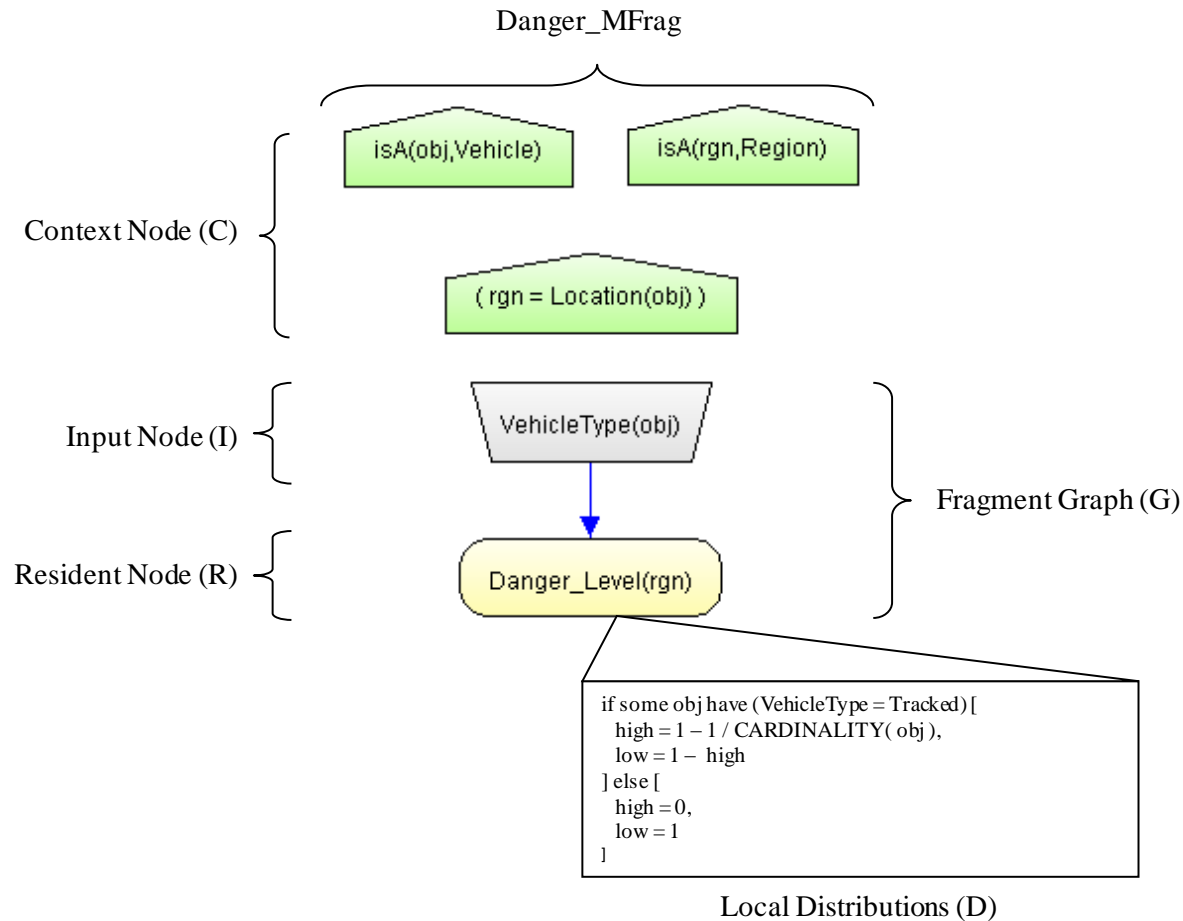 Danger_MFrag
isA(obj,Vehicle)
isA(rgn,Region)
Context Node (C)
( rgn = Location(obj) )
Input Node (I)
VehicleType(obj)
Fragment Graph (G)
Resident Node (R)
Danger_Level(rgn)
if some obj have (VehicleType = Tracked) [
high = 1 – 1 / CARDINALITY( obj ),
low = 1 – high
] else [
high = 0,
low = 1
]
Local Distributions (D)